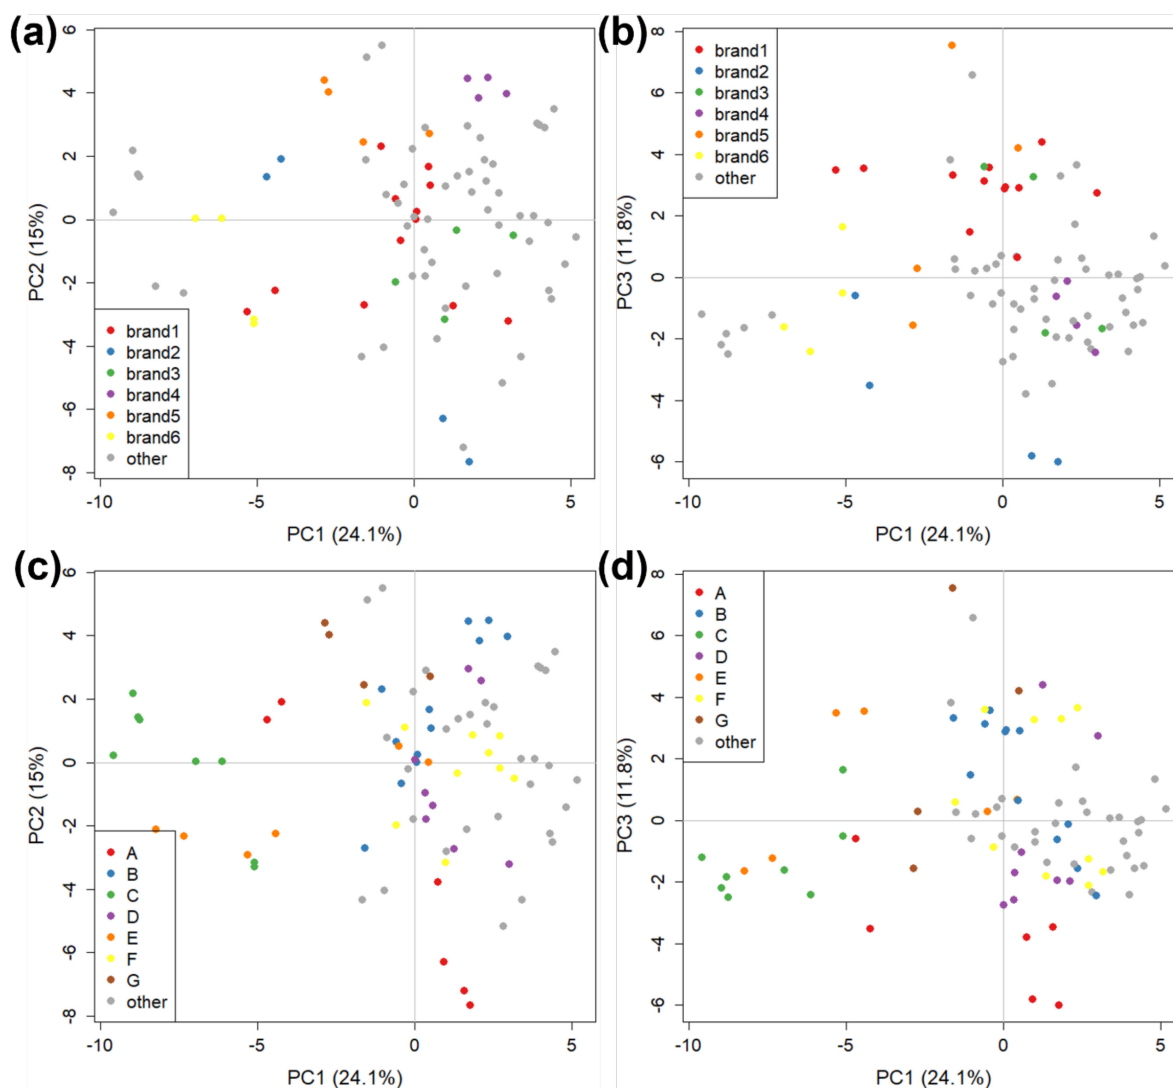 (a)
6
4
2
0
-2
-4
-6
-8
PC2 (15%)
brand1
brand2
brand3
brand4
brand5
brand6
other
-10
-5
0
5
PC1 (24.1%)
(b)
8
6
4
2
0
-2
-4
-6
PC3 (11.8%)
brand1
brand2
brand3
brand4
brand5
brand6
other
-10
-5
0
5
PC1 (24.1%)
(c)
6
4
2
0
-2
-4
-6
-8
PC2 (15%)
A
B
C
D
E
F
G
other
-10
-5
0
5
PC1 (24.1%)
(d)
8
6
4
2
0
-2
-4
-6
PC3 (11.8%)
A
B
C
D
E
F
G
other
-10
-5
0
5
PC1 (24.1%)